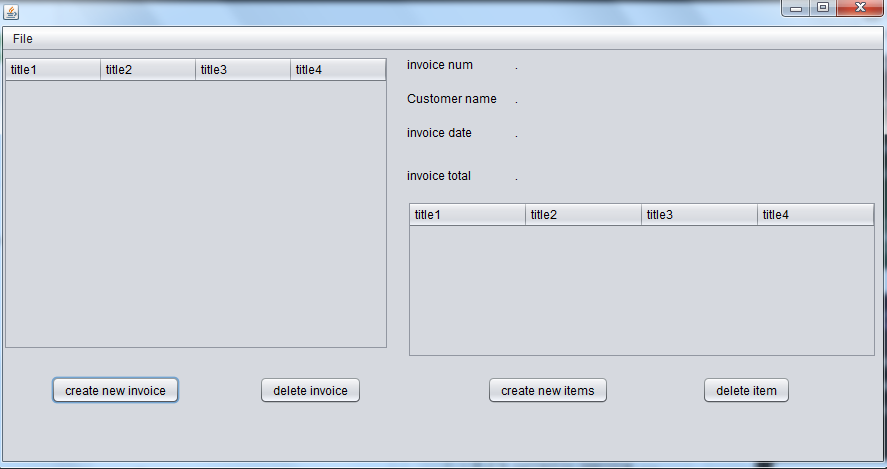 File
title1 title2 title3 title4
invoice num .
Customer name .
invoice date .
invoice total .
title1 title2 title3 title4
create new invoice delete invoice create new items delete item